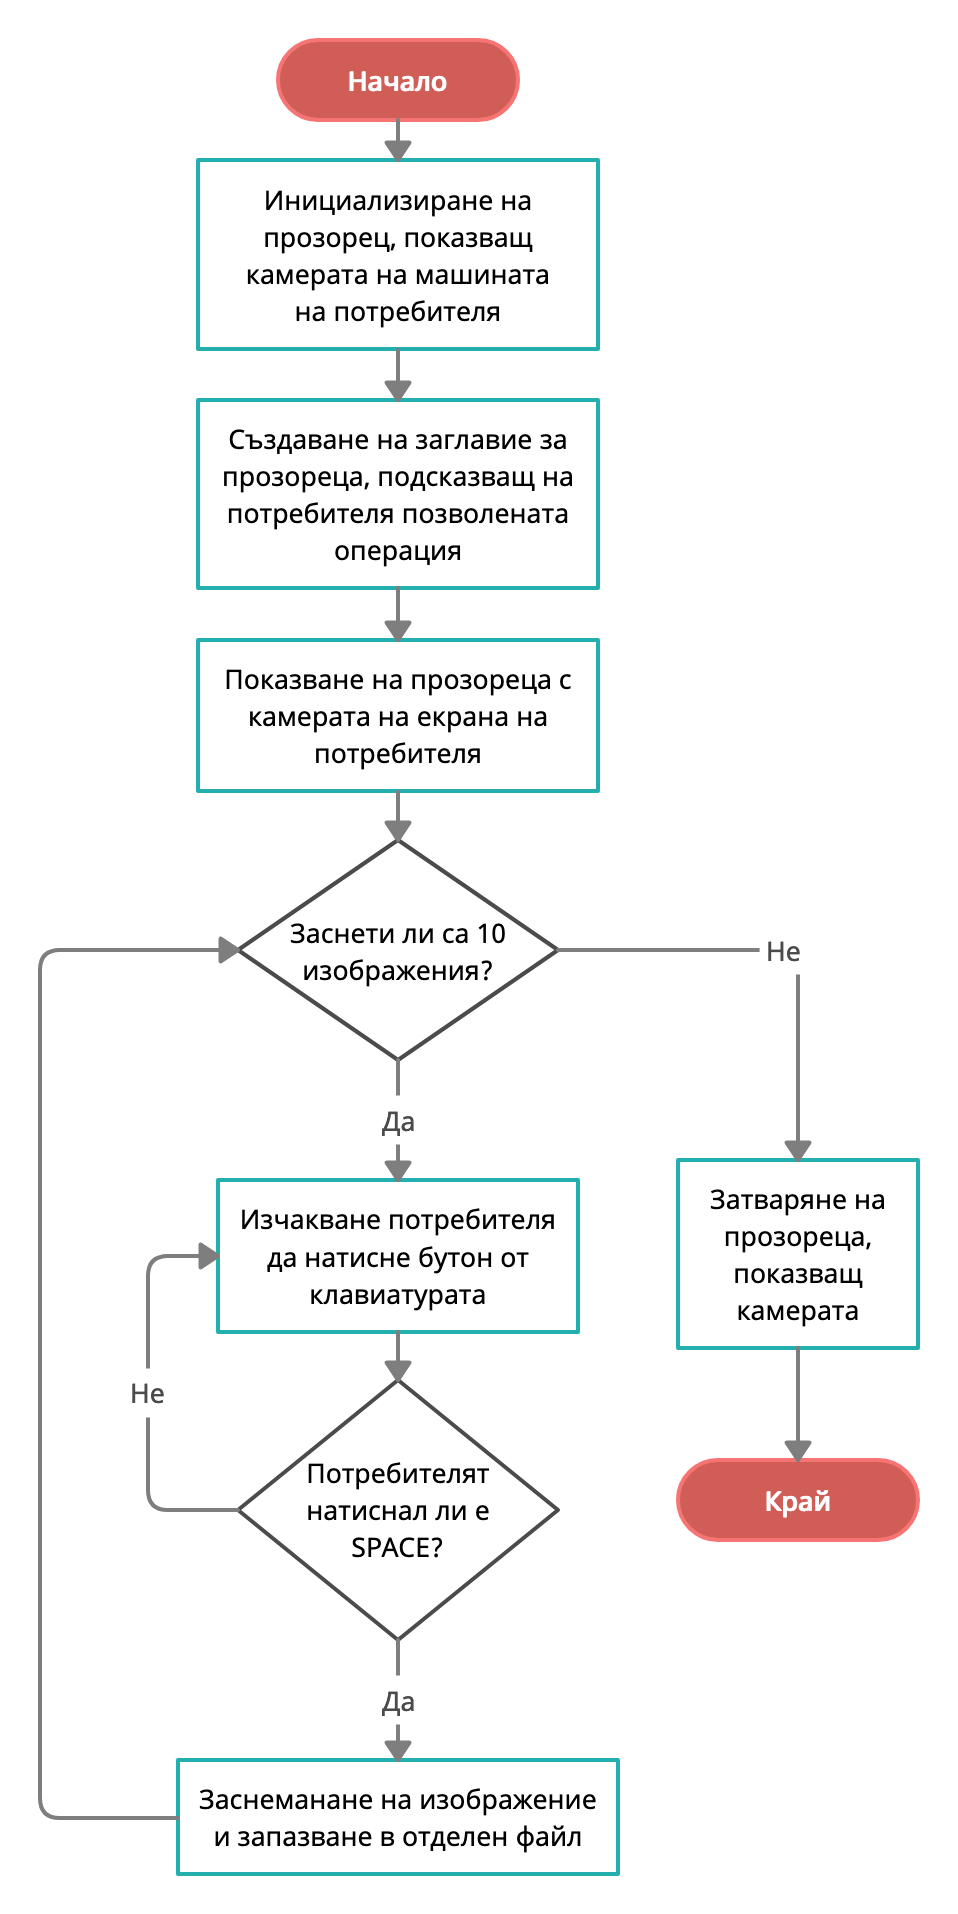 Начало
Инициализиране на
прозорец, показващ
камерата на машината
на потребителя
Създаване на заглавие за
прозореца, подсказващ на
потребителя позволената
операция
Показване на прозореца с
камерата на екрана на
потребителя
Заснети ли са 10
изображения?
Не
Да
Изчакване потребителя
да натисне бутон от
клавиатурата
Затваряне на
прозореца,
показващ
камерата
Не
Потребителят
натиснал ли е
SPACE?
Край
Да
Заснеманане на изображение
и запазване в отделен файл